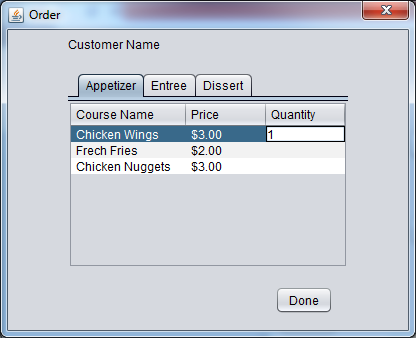 Order
Customer Name
Appetizer Entree Dissert
Course Name Price Quantity
Chicken Wings $3.00 1
Frech Fries $2.00
Chicken Nuggets $3.00
Done